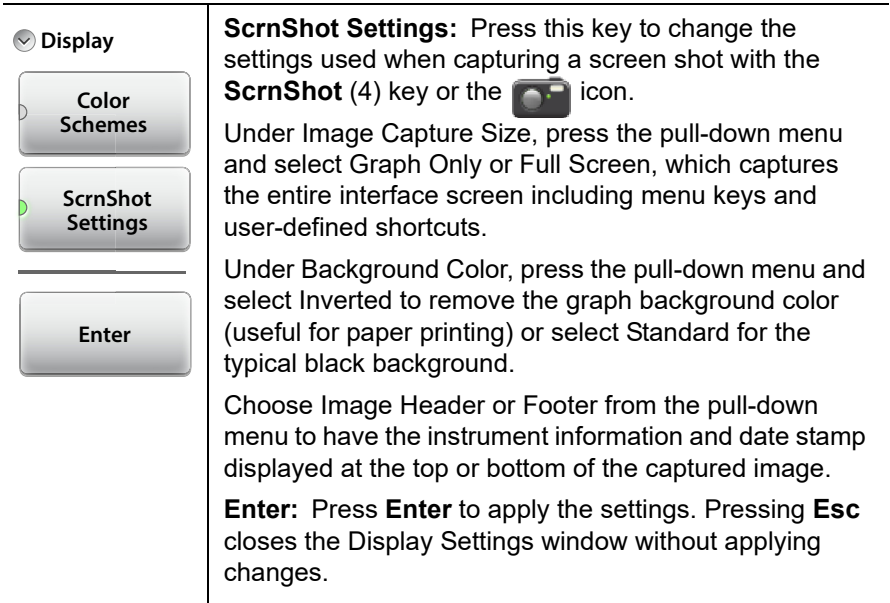 Display
Color
Schemes
ScrnShot
Settings
Enter
ScrnShot Settings: Press this key to change the
settings used when capturing a screen shot with the
ScrnShot (4) key or the icon.
Under Image Capture Size, press the pull-down menu
and select Graph Only or Full Screen, which captures
the entire interface screen including menu keys and
user-defined shortcuts.
Under Background Color, press the pull-down menu and
select Inverted to remove the graph background color
(useful for paper printing) or select Standard for the
typical black background.
Choose Image Header or Footer from the pull-down
menu to have the instrument information and date stamp
displayed at the top or bottom of the captured image.
Enter: Press Enter to apply the settings. Pressing Esc
closes the Display Settings window without applying
changes.